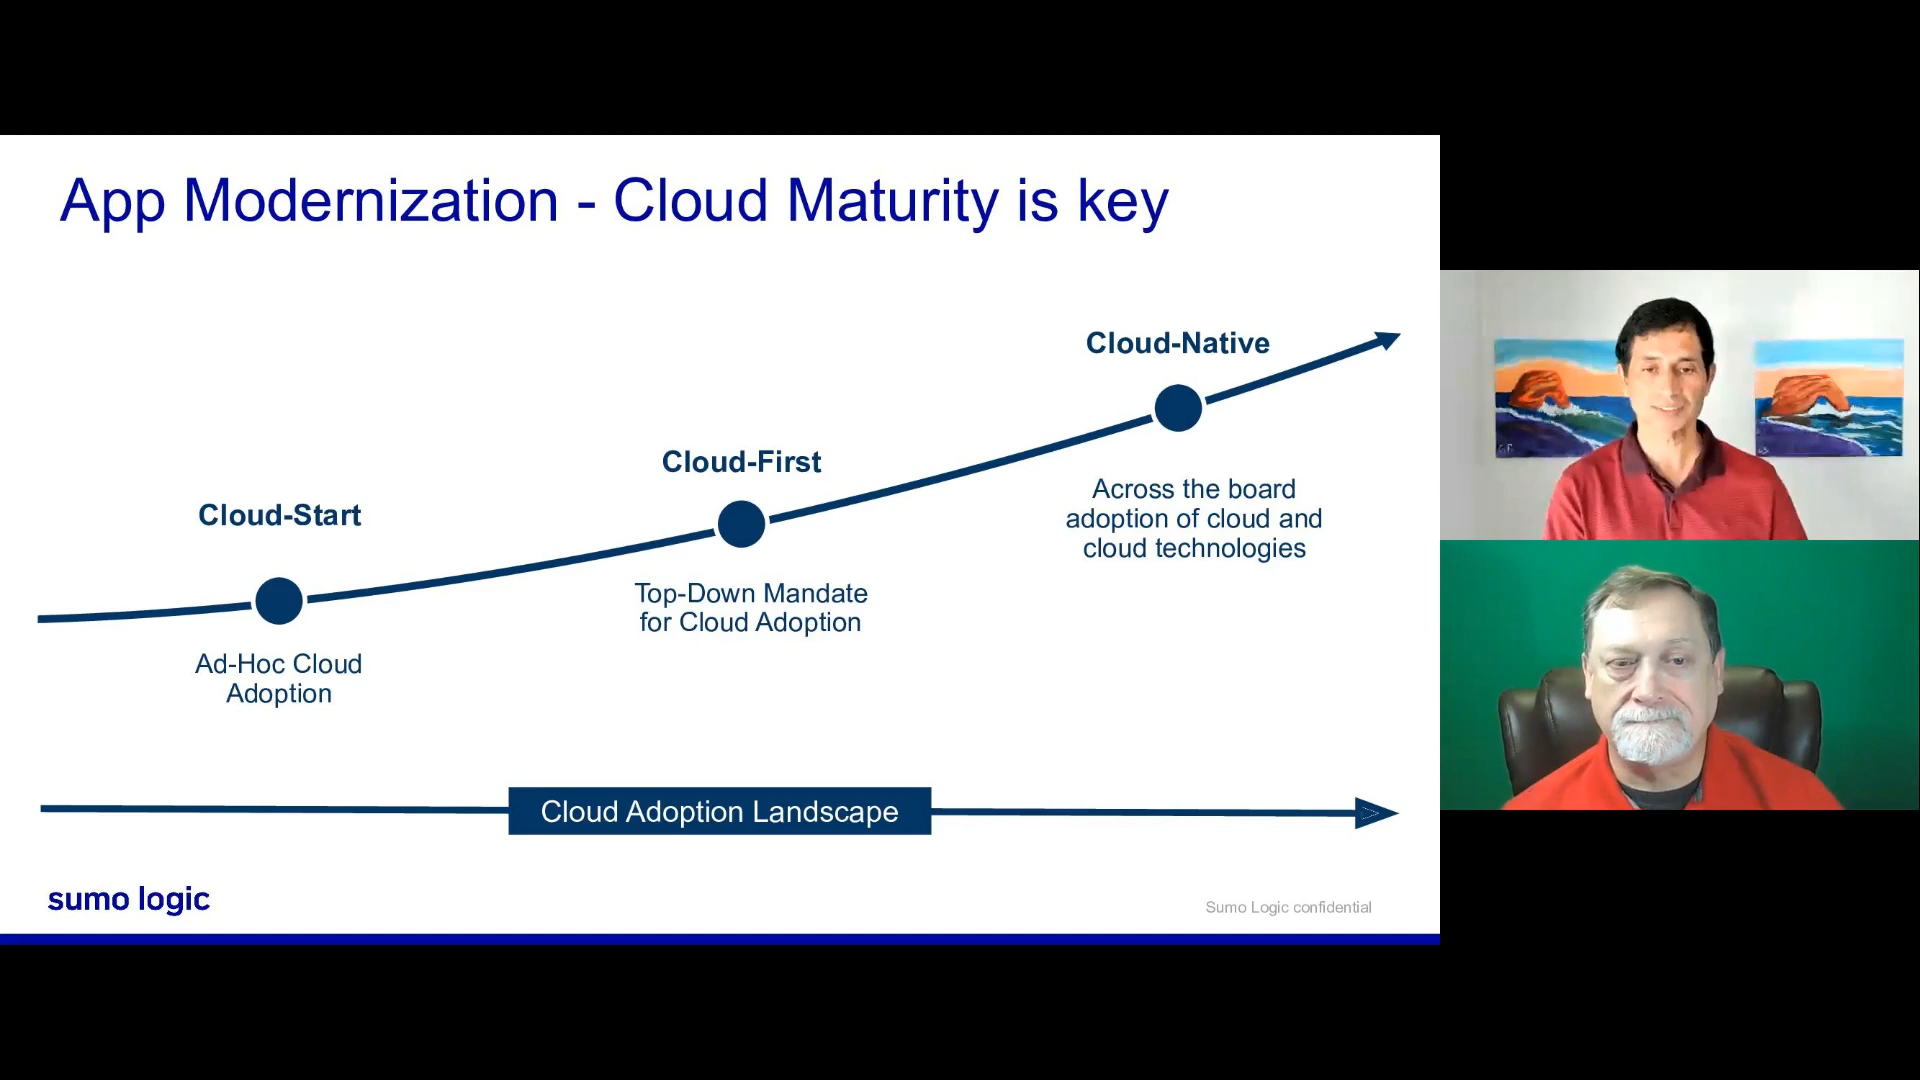 App Modernization - Cloud Maturity is key
Cloud-Native
Cloud-First
Cloud-Start
Across the board
adoption of cloud and
cloud technologies
Top-Down Mandate
for Cloud Adoption
Ad-Hoc Cloud
Adoption
Cloud Adoption Landscape
sumo logic
Sumo Logic confidential